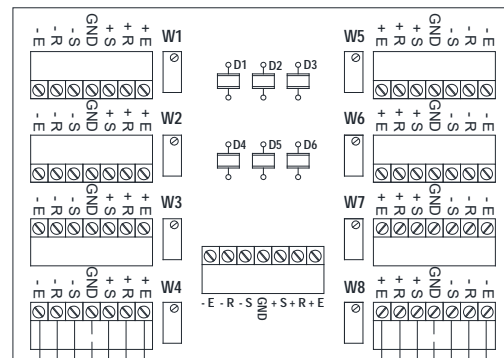 -E -R -S GND +S +R +E W1
W5 +E +R +S GND -S -R -E
D1 D2 D3
-E -R -S GND +S +R +E W2
W6 +E +R +S GND -S -R -E
D4 D5 D6
-E -R -S GND +S +R +E W3
W7 +E +R +S GND -S -R -E
-E -R -S GND +S +R +E W4
-E -R -S GND +S +R +E
W8 +E +R +S GND -S -R -E